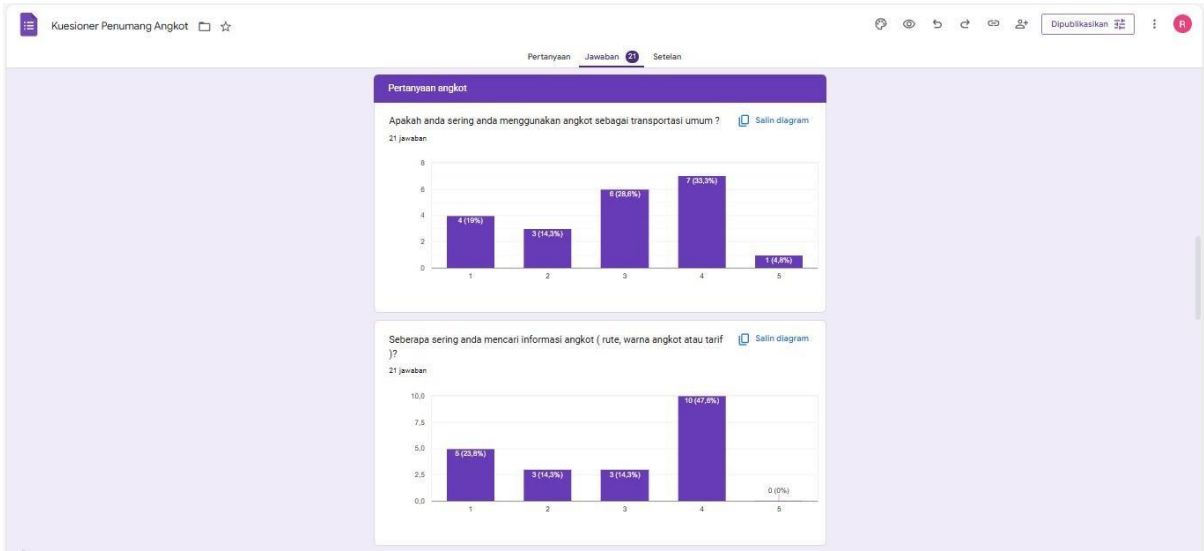 Kuesioner Penumang Angkot
Dipublikasikan
R
Pertanyaan Jawaban 21 Setelan
Pertanyaan angkot
Apakah anda sering anda menggunakan angkot sebagai transportasi umum ?
Salin diagram
21 jawaban
8
6
4
2
0
4 (19%)
3 (14,3%)
6 (28,6%)
7 (33,3%)
1 (4,8%)
1 2 3 4 5
Seberapa sering anda mencari informasi angkot ( rute, warna angkot atau tarif
)?
Salin diagram
21 jawaban
10,0
7,5
5,0
2,5
0,0
5 (23,8%)
3 (14,3%)
3 (14,3%)
10 (47,6%)
0 (0%)
1 2 3 4 5